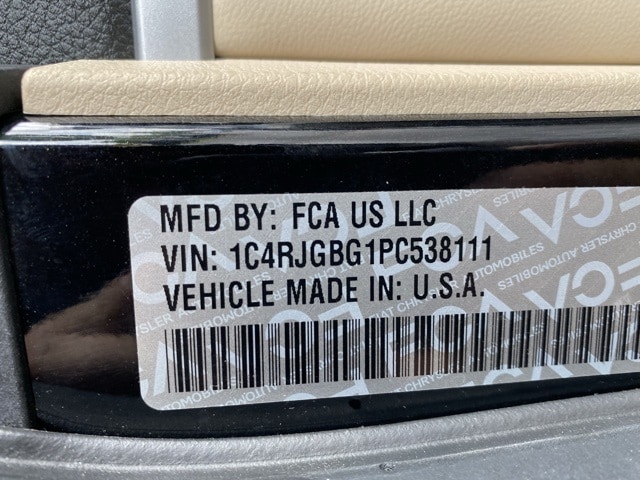 MFD BY: FCA US LLC
VIN: 1C4RJGBG1PC538111
VEHICLE MADE IN: U.S.A.